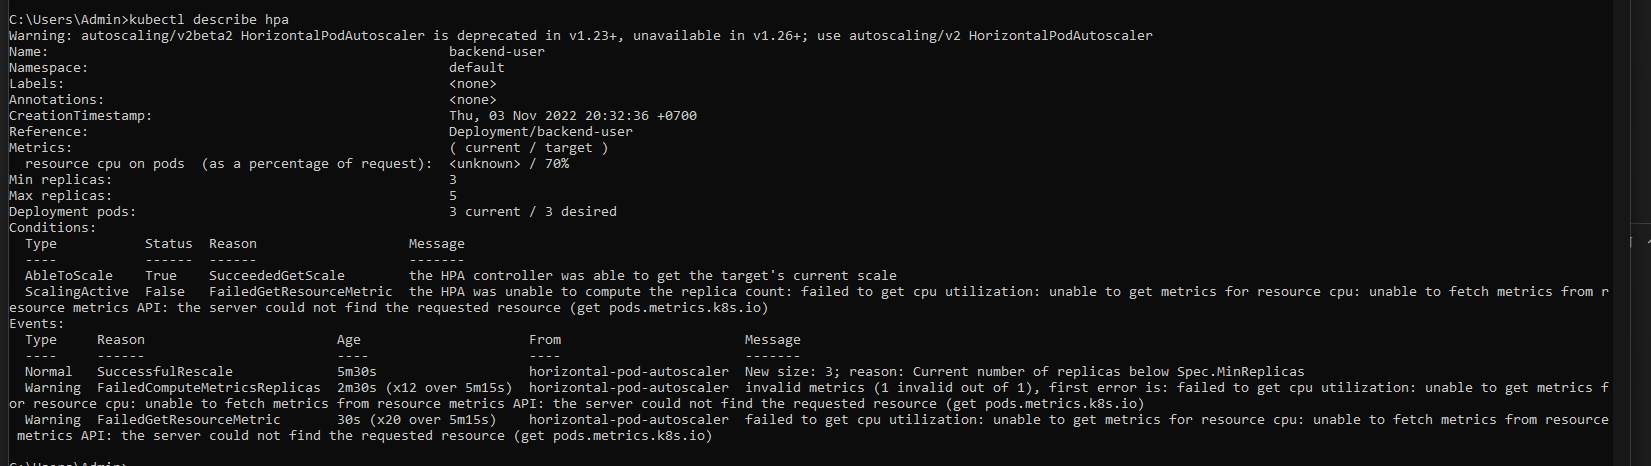 C:\Users\Admin>kubectl describe hpa
Warning: autoscaling/v2beta2 HorizontalPodAutoscaler is deprecated in v1.23+, unavailable in v1.26+; use autoscaling/v2 HorizontalPodAutoscaler
Name:                                                  backend-user
Namespace:                                             default
Labels:                                                <none>
Annotations:                                           <none>
CreationTimestamp:                                     Thu, 03 Nov 2022 20:32:36 +0700
Reference:                                             Deployment/backend-user
Metrics:                                               ( current / target )
  resource cpu on pods  (as a percentage of request):  <unknown> / 70%
Min replicas:                                          3
Max replicas:                                          5
Deployment pods:                                       3 current / 3 desired
Conditions:
  Type           Status  Reason                   Message
  ----           ------  ------                   -------
  AbleToScale    True    SucceededGetScale        the HPA controller was able to get the target's current scale
  ScalingActive  False   FailedGetResourceMetric  the HPA was unable to compute the replica count: failed to get cpu utilization: unable to get metrics for resource cpu: unable to fetch metrics from r
esource metrics API: the server could not find the requested resource (get pods.metrics.k8s.io)
Events:
  Type     Reason                        Age                    From                       Message
  ----     ------                        ----                   ----                       -------
  Normal   SuccessfulRescale             5m30s                  horizontal-pod-autoscaler  New size: 3; reason: Current number of replicas below Spec.MinReplicas
  Warning  FailedComputeMetricsReplicas  2m30s (x12 over 5m15s)  horizontal-pod-autoscaler  invalid metrics (1 invalid out of 1), first error is: failed to get cpu utilization: unable to get metrics f
or resource cpu: unable to fetch metrics from resource metrics API: the server could not find the requested resource (get pods.metrics.k8s.io)
  Warning  FailedGetResourceMetric       30s (x20 over 5m15s)    horizontal-pod-autoscaler  failed to get cpu utilization: unable to get metrics for resource cpu: unable to fetch metrics from resource
 metrics API: the server could not find the requested resource (get pods.metrics.k8s.io)
C:\Users\Admin>